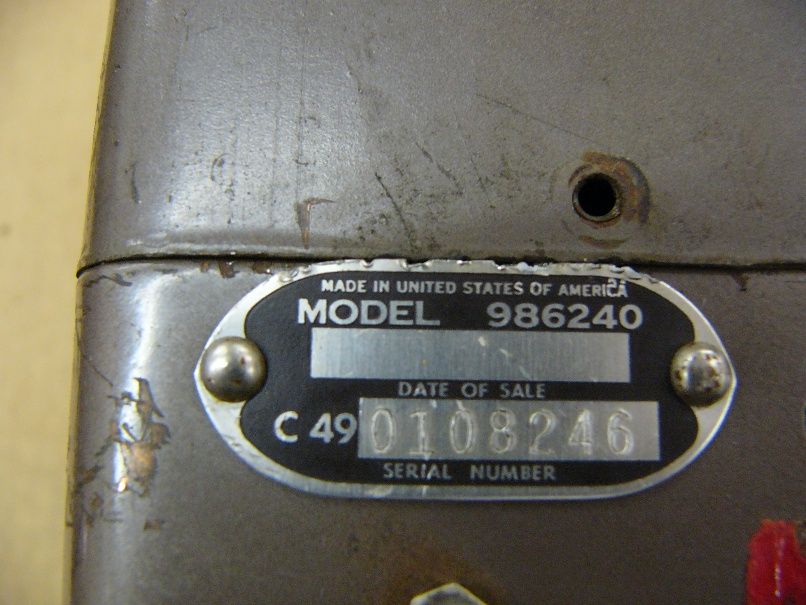 MADE IN UNITED STATES OF AMERICA
MODEL 986240
DATE OF SALE
C 49 0108246
SERIAL NUMBER